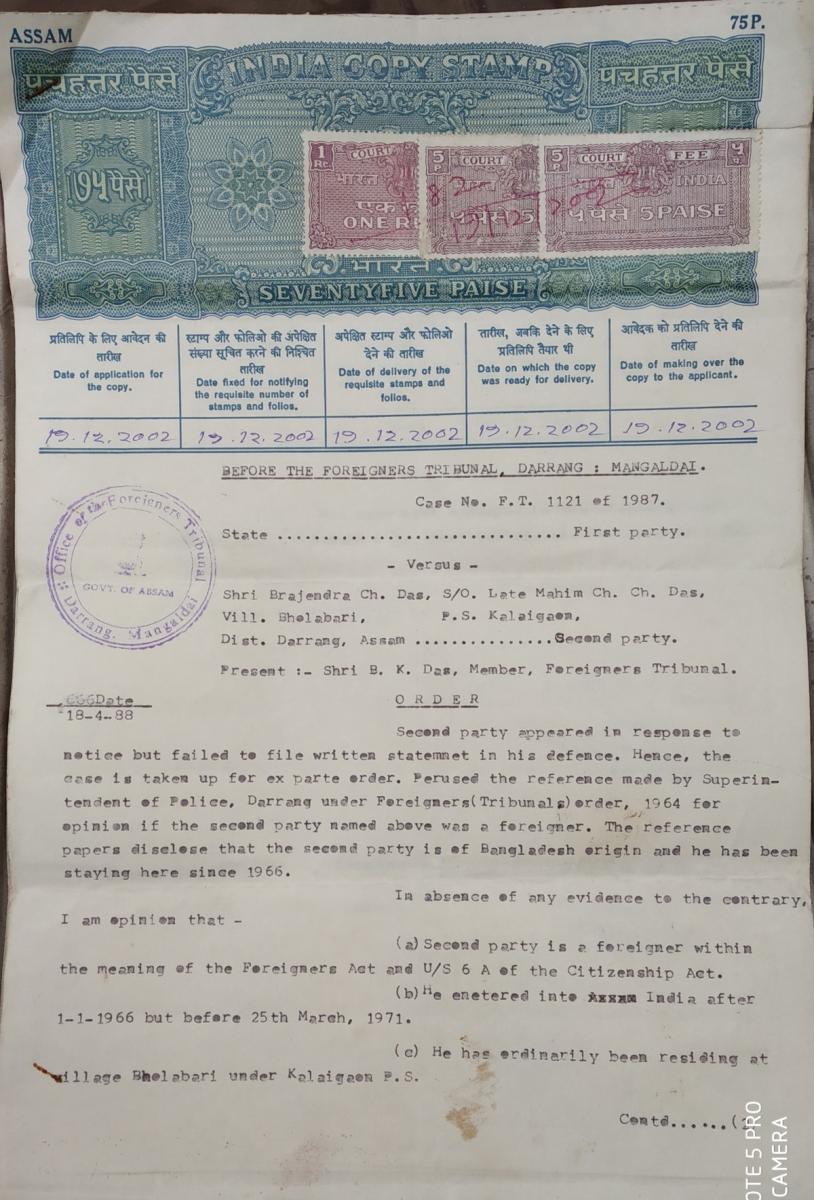 ASSAM 75P.
पचहत्तर पैसे INDIA COPY STAMP पचहत्तर पैसे
७५ पैसे
1 Re. COURT भारत ONE
5 P. COURT ५ पैसे 5
5 P. COURT FEE ५ प. INDIA ५ पैसे 5 PAISE
भारत
SEVENTYFIVE PAISE
प्रतिलिपि के लिए आवेदन की तारीख
Date of application for the copy.
स्टाम्प और फोलिओ की अपेक्षित संख्या सूचित करने की निश्चित तारीख
Date fixed for notifying the requisite number of stamps and folios.
अपेक्षित स्टाम्प और फोलिओ देने की तारीख
Date of delivery of the requisite stamps and folios.
तारीख, जबकि देने के लिए प्रतिलिपि तैयार थी
Date on which the copy was ready for delivery.
आवेदक को प्रतिलिपि देने की तारीख
Date of making over the copy to the applicant.
19.12.2002 19.12.2002 19.12.2002 19.12.2002 19.12.2002
BEFORE THE FOREIGNERS TRIBUNAL, DARRANG : MANGALDAI.
Case No. F.T. 1121 of 1987.
Office of the Foreigners Tribunal
GOVT. OF ASSAM
Darrang, Mangaldai
State .............................. First party.
- Versus -
Shri Brajendra Ch. Das, S/O. Late Mahim Ch. Ch. Das,
Vill. Bholabari, P.S. Kalaigaon,
Dist. Darrang, Assam ...............Second party.
Present :- Shri B. K. Das, Member, Foreigners Tribunal.
Date O R D E R
18-4-88
Second party appeared in response to
notice but failed to file written statemnet in his defence. Hence, the
case is taken up for ex parte order. Perused the reference made by Superin-
tendent of Police, Darrang under Foreigners(Tribunals)order, 1964 for
opinion if the second party named above was a foreigner. The reference
papers disclose that the second party is of Bangladesh origin and he has been
staying here since 1966.
In absence of any evidence to the contrary,
I am opinion that -
(a)Second party is a foreigner within
the meaning of the Foreigners Act and U/S 6 A of the Citizenship Act.
(b)He enetered into India after
1-1-1966 but before 25th March, 1971.
(c) He has ordinarily been residing at
village Bholabari under Kalaigaon P.S.
Contd......(2
OTE 5 PRO
CAMERA